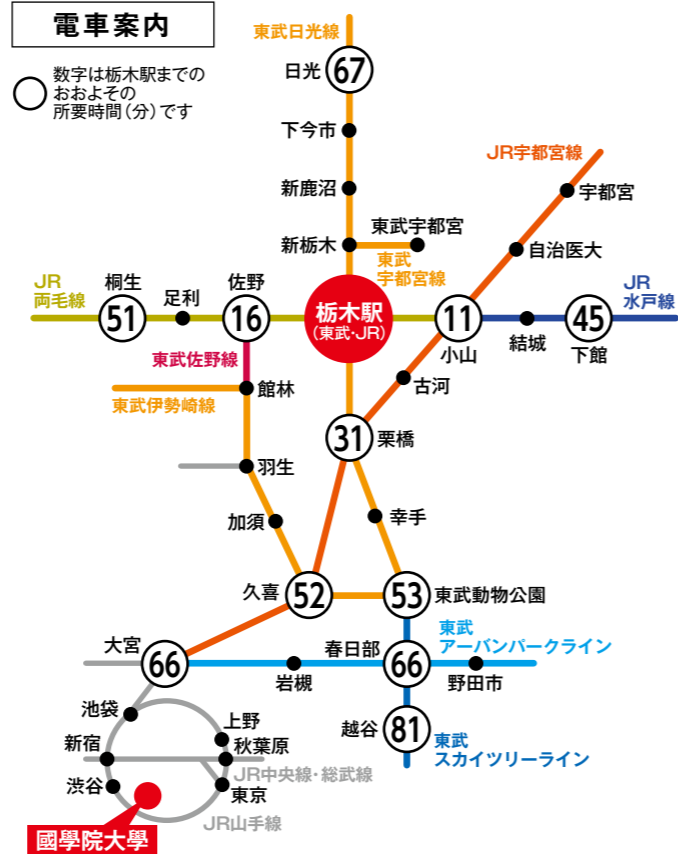 電車案内
数字は栃木駅までの
おおよその
所要時間(分)です
東武日光線
日光
67
下今市
新鹿沼
新栃木
東武宇都宮
東武
宇都宮線
JR宇都宮線
宇都宮
自治医大
JR
両毛線
桐生
51
足利
佐野
16
栃木駅
(東武・JR)
11
小山
結城
45
下館
JR
水戸線
東武佐野線
館林
東武伊勢崎線
古河
31
栗橋
羽生
加須
幸手
久喜
52
53
東武動物公園
大宮
66
岩槻
春日部
66
野田市
東武
アーバンパークライン
越谷
81
東武
スカイツリーライン
池袋
上野
新宿
秋葉原
JR中央線・総武線
渋谷
東京
JR山手線
國學院大學